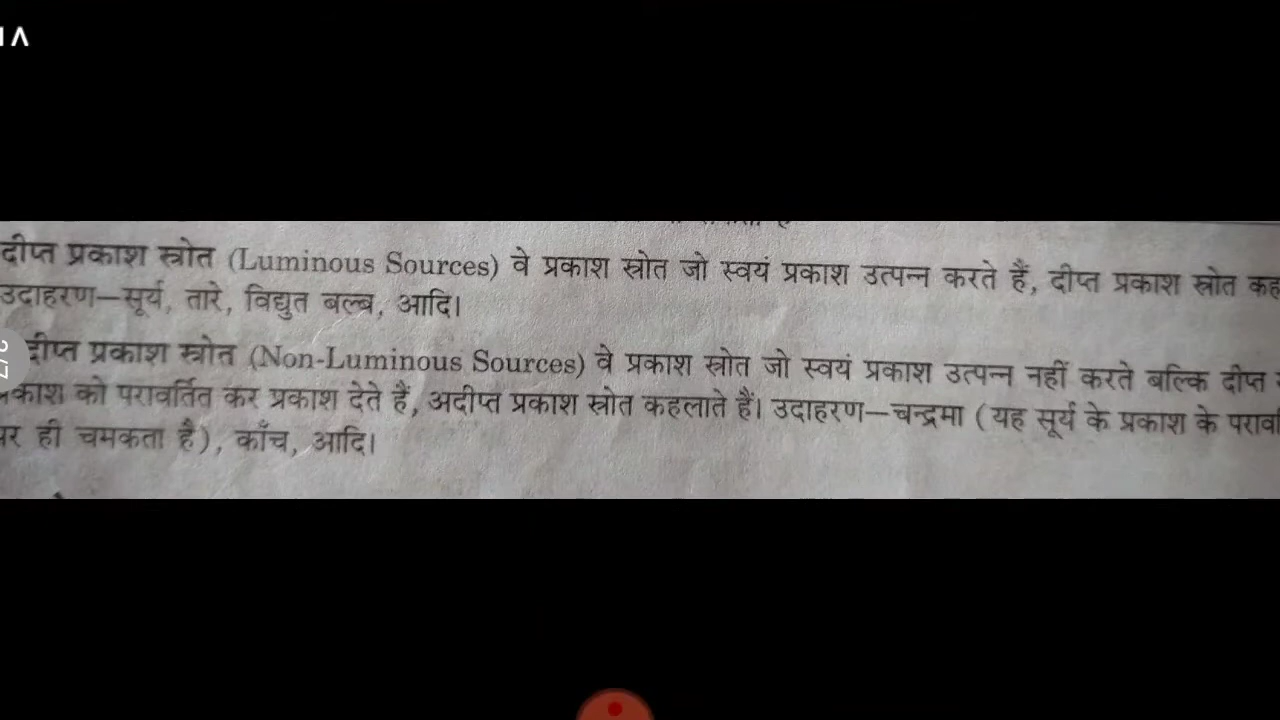 दीप्त प्रकाश स्त्रोत (Luminous Sources) वे प्रकाश स्त्रोत जो स्वयं प्रकाश उत्पन्न करते हैं, दीप्त प्रकाश स्त्रोत
उदाहरण–सूर्य, तारे, विद्युत बल्ब, आदि।
दीप्त प्रकाश स्त्रोत (Non-Luminous Sources) वे प्रकाश स्त्रोत जो स्वयं प्रकाश उत्पन्न नहीं करते बल्कि दीप्त
को परावर्तित कर प्रकाश देते हैं, अदीप्त प्रकाश स्त्रोत कहलाते हैं। उदाहरण–चन्द्रमा (यह सूर्य के प्रकाश के
ही चमकता है), काँच, आदि।